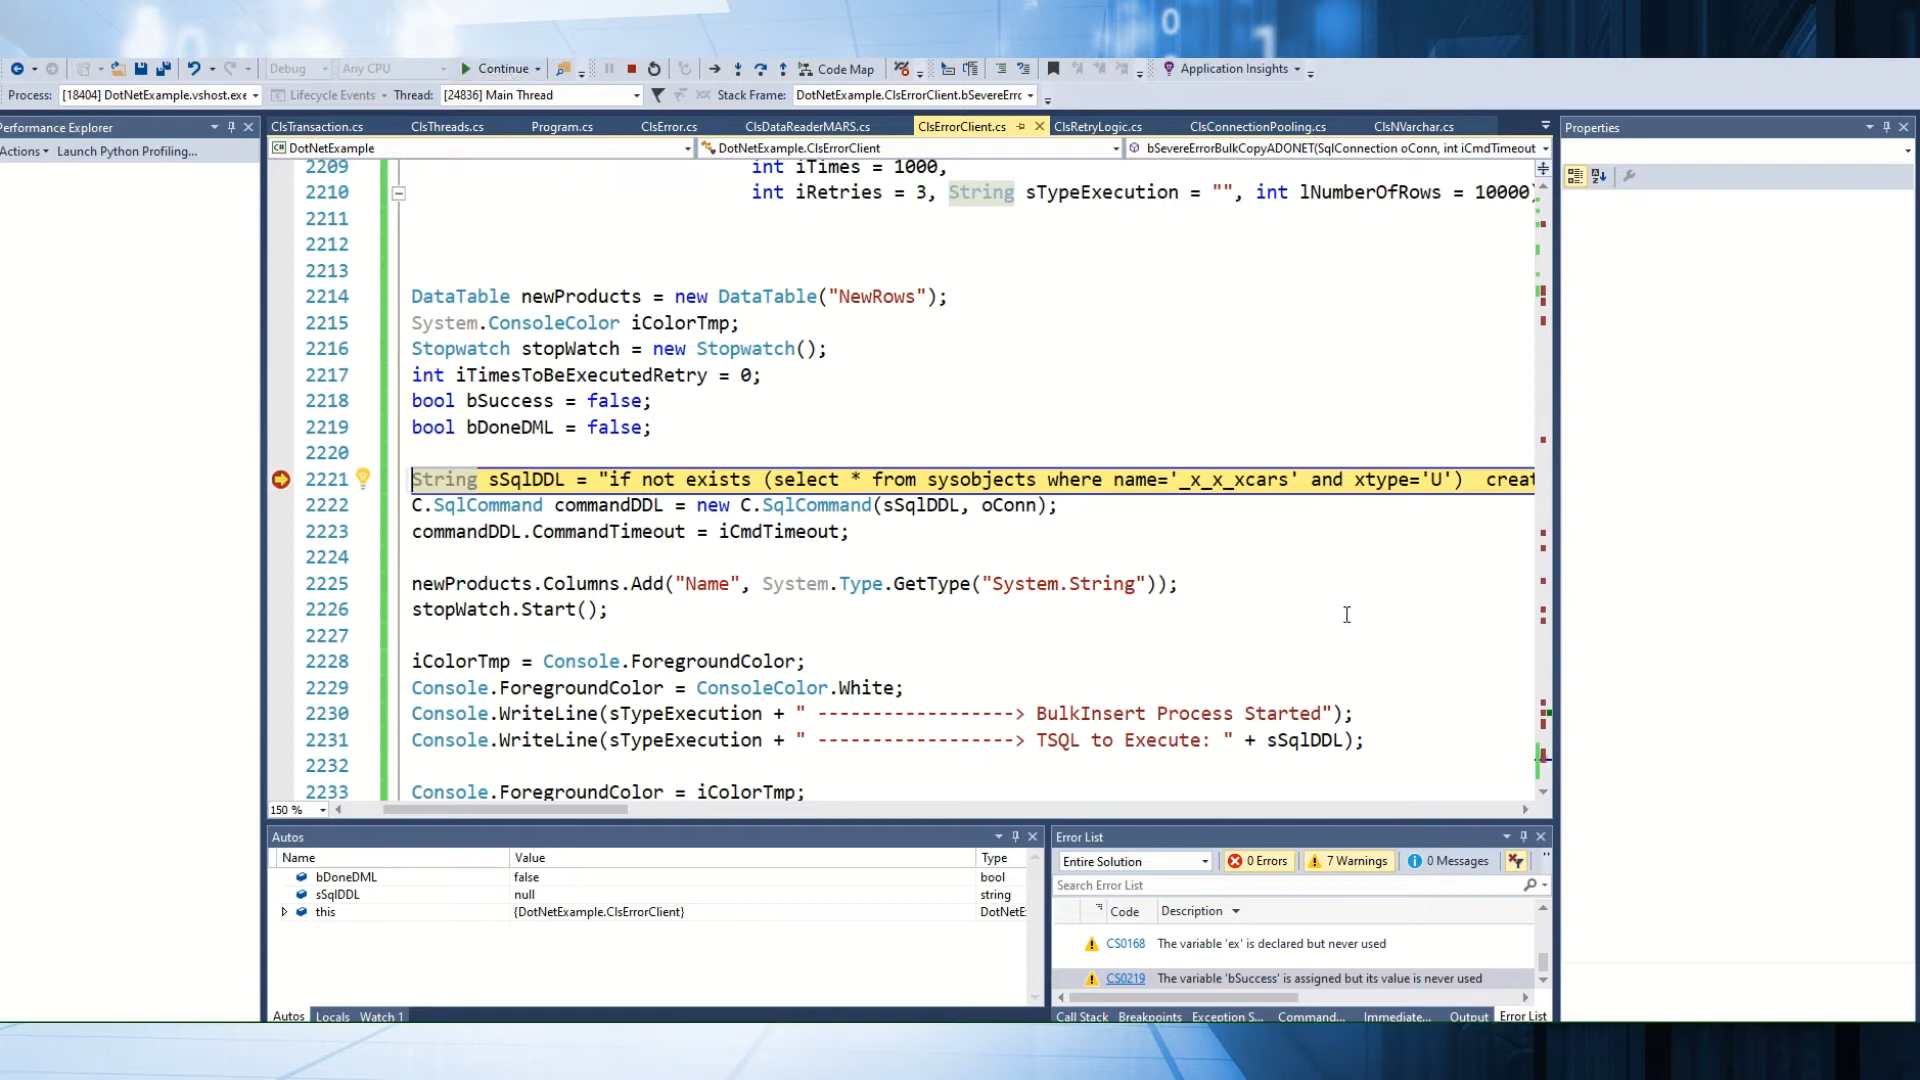 0 1
Debug Any CPU Continue Code Map Application Insights
Process: [18404] DotNetExample.vshost.exe Lifecycle Events Thread: [24836] Main Thread Stack Frame: DotNetExample.ClsErrorClient.bSevereErrc
Performance Explorer
Actions Launch Python Profiling...
ClsTransaction.cs ClsThreads.cs Program.cs ClsError.cs ClsDataReaderMARS.cs ClsErrorClient.cs ClsRetryLogic.cs ClsConnectionPooling.cs ClsNVarchar.cs
Properties
DotNetExample DotNetExample.ClsErrorClient bSevereErrorBulkCopyADONET(SqlConnection oConn, int iCmdTimeout
2209 int iTimes = 1000,
2210 int iRetries = 3, String sTypeExecution = "", int lNumberOfRows = 10000)
2211
2212
2213
2214 DataTable newProducts = new DataTable("NewRows");
2215 System.ConsoleColor iColorTmp;
2216 Stopwatch stopWatch = new Stopwatch();
2217 int iTimesToBeExecutedRetry = 0;
2218 bool bSuccess = false;
2219 bool bDoneDML = false;
2220
2221 String sSqlDDL = "if not exists (select * from sysobjects where name='_x_x_xcars' and xtype='U')  creat
2222 C.SqlCommand commandDDL = new C.SqlCommand(sSqlDDL, oConn);
2223 commandDDL.CommandTimeout = iCmdTimeout;
2224
2225 newProducts.Columns.Add("Name", System.Type.GetType("System.String"));
2226 stopWatch.Start();
2227
2228 iColorTmp = Console.ForegroundColor;
2229 Console.ForegroundColor = ConsoleColor.White;
2230 Console.WriteLine(sTypeExecution + " ------------------> BulkInsert Process Started");
2231 Console.WriteLine(sTypeExecution + " ------------------> TSQL to Execute: " + sSqlDDL);
2232
2233 Console.ForegroundColor = iColorTmp;
150 %
Autos
Name Value Type
bDoneDML false bool
sSqlDDL null string
this {DotNetExample.ClsErrorClient} DotNetE
Autos Locals Watch 1
Error List
Entire Solution 0 Errors 7 Warnings 0 Messages
Search Error List
Code Description
CS0168 The variable 'ex' is declared but never used
CS0219 The variable 'bSuccess' is assigned but its value is never used
Call Stack Breakpoints Exception S... Command... Immediate... Output Error List